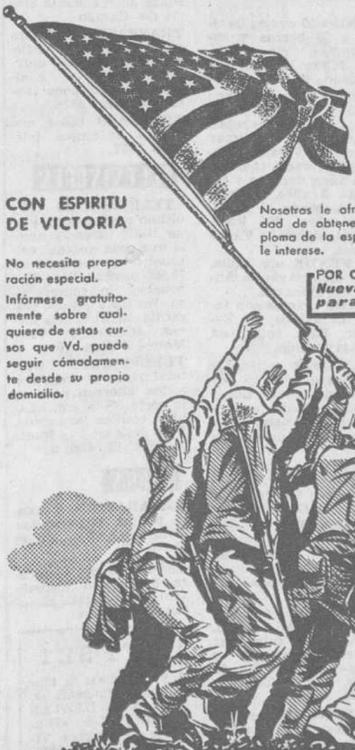 CON ESPIRITU
DE VICTORIA
No necesita prepa-
ración especial.
Infórmese gratuita-
mente sobre cual-
quiera de estos cur-
sos que Vd. puede
seguir cómodamen-
te desde su propio
domicilio.
Nosotros le ofr
dad de obtene
ploma de la esp
le interese.
POR C
Nueva
para